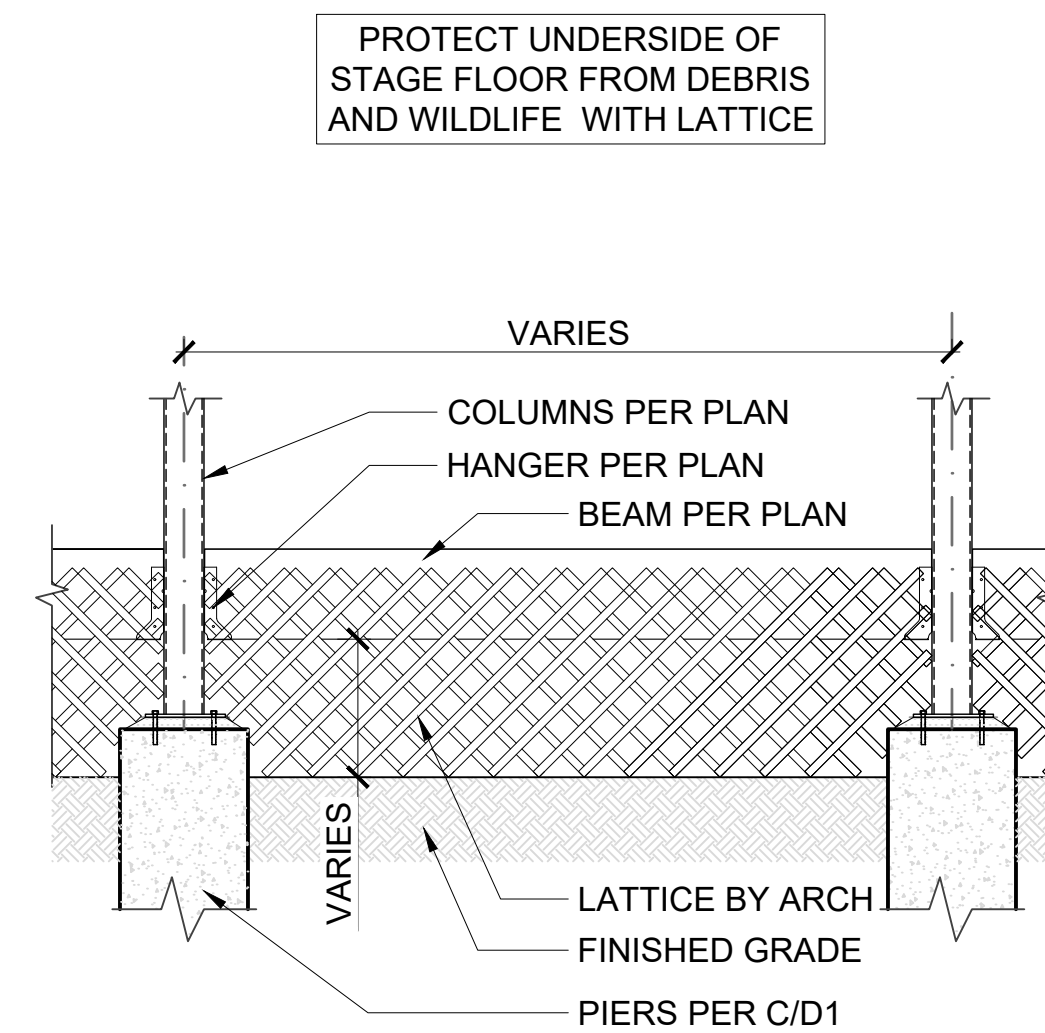 PROTECT UNDERSIDE OF
STAGE FLOOR FROM DEBRIS
AND WILDLIFE  WITH LATTICE
VARIES
COLUMNS PER PLAN
HANGER PER PLAN
BEAM PER PLAN
VARIES
LATTICE BY ARCH
FINISHED GRADE
PIERS PER C/D1